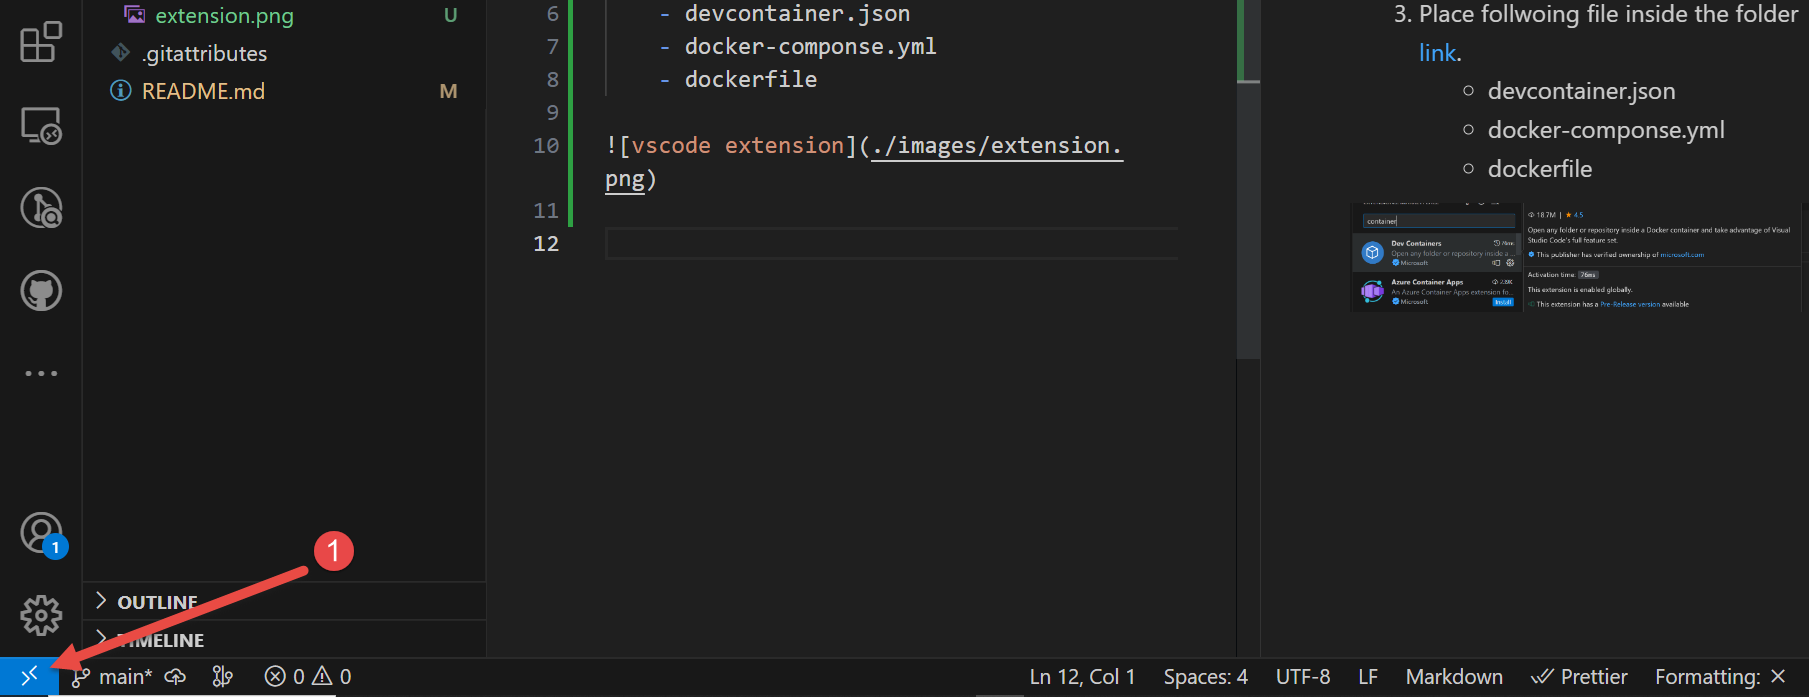 extension.png U
.gitattributes
README.md M
1
OUTLINE
TIMELINE
1
main* 0 0
6 - devcontainer.json
7 - docker-componse.yml
8 - dockerfile
9
10 ![vscode extension](./images/extension.
png)
11
12
3. Place follwoing file inside the folder
link.
devcontainer.json
docker-componse.yml
dockerfile
container
Dev Containers 76ms
Open any folder or repository inside a ...
Microsoft
Azure Container Apps 2.8K
An Azure Container Apps extension fo...
Microsoft Install
18.7M | ★ 4.5
Open any folder or repository inside a Docker container and take advantage of Visual
Studio Code's full feature set.
This publisher has verified ownership of microsoft.com
Activation time: 76ms
This extension is enabled globally.
This extension has a Pre-Release version available
Ln 12, Col 1 Spaces: 4 UTF-8 LF Markdown Prettier Formatting: ×